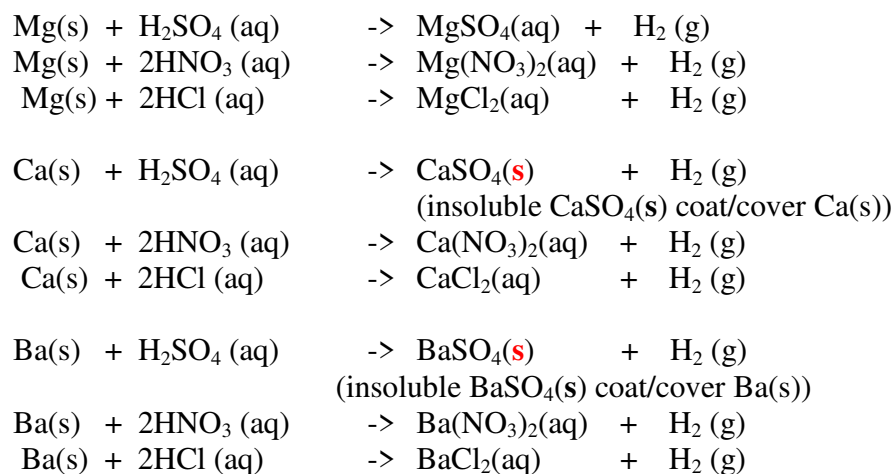 Mg(s) + H₂SO₄ (aq) -> MgSO₄(aq) + H₂ (g)
Mg(s) + 2HNO₃ (aq) -> Mg(NO₃)₂(aq) + H₂ (g)
Mg(s) + 2HCl (aq) -> MgCl₂(aq) + H₂ (g)
Ca(s) + H₂SO₄ (aq) -> CaSO₄(s) + H₂ (g)
(insoluble CaSO₄(s) coat/cover Ca(s))
Ca(s) + 2HNO₃ (aq) -> Ca(NO₃)₂(aq) + H₂ (g)
Ca(s) + 2HCl (aq) -> CaCl₂(aq) + H₂ (g)
Ba(s) + H₂SO₄ (aq) -> BaSO₄(s) + H₂ (g)
(insoluble BaSO₄(s) coat/cover Ba(s))
Ba(s) + 2HNO₃ (aq) -> Ba(NO₃)₂(aq) + H₂ (g)
Ba(s) + 2HCl (aq) -> BaCl₂(aq) + H₂ (g)